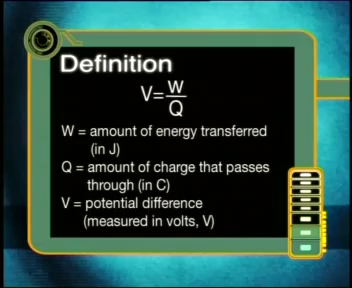 Definition
V=W/Q
W = amount of energy transferred
(in J)
Q = amount of charge that passes
through (in C)
V = potential difference
(measured in volts, V)